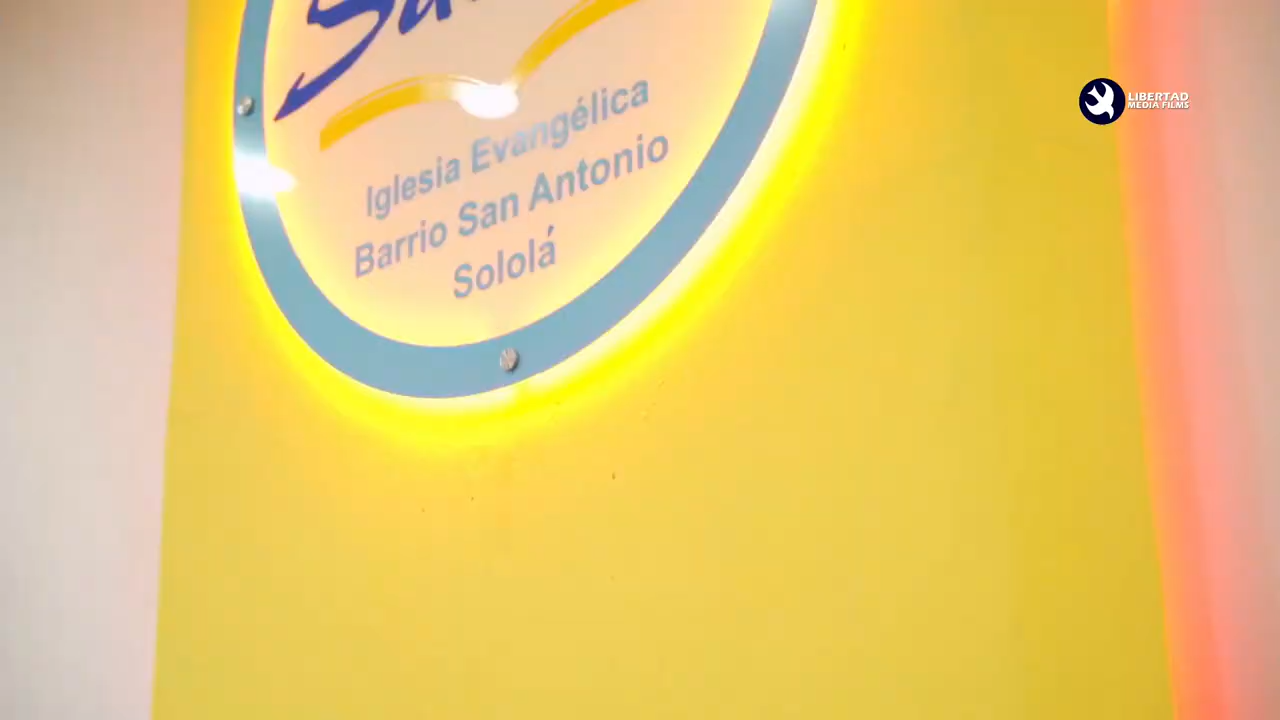 LIBERTAD
MEDIA FILMS
Iglesia Evangélica
Barrio San Antonio
Sololá